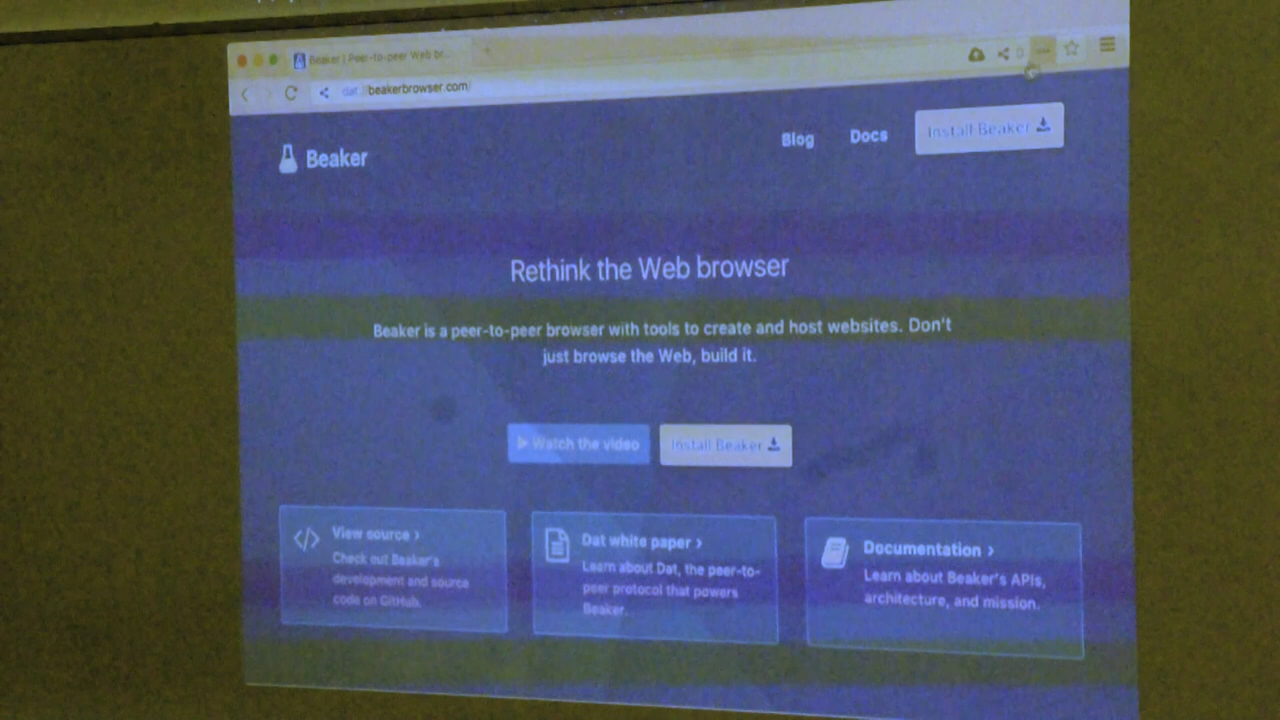 Beaker | Peer-to-peer Web br...
dat://beakerbrowser.com/
Beaker
Blog
Docs
Install Beaker
Rethink the Web browser
Beaker is a peer-to-peer browser with tools to create and host websites. Don't
just browse the Web, build it.
Watch the video
Install Beaker
View source ›
Check out Beaker's
development and source
code on GitHub.
Dat white paper ›
Learn about Dat, the peer-to-
peer protocol that powers
Beaker.
Documentation ›
Learn about Beaker's APIs,
architecture, and mission.